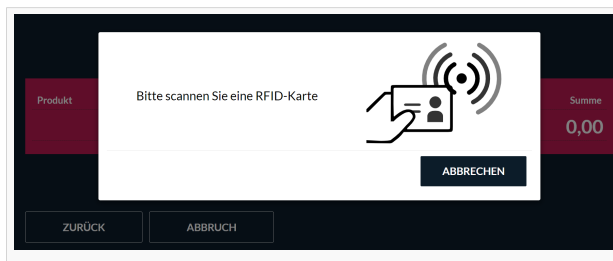 Bitte scannen Sie eine RFID-Karte
Produkt
Summe
0,00
ABBRECHEN
ZURÜCK
ABBRUCH